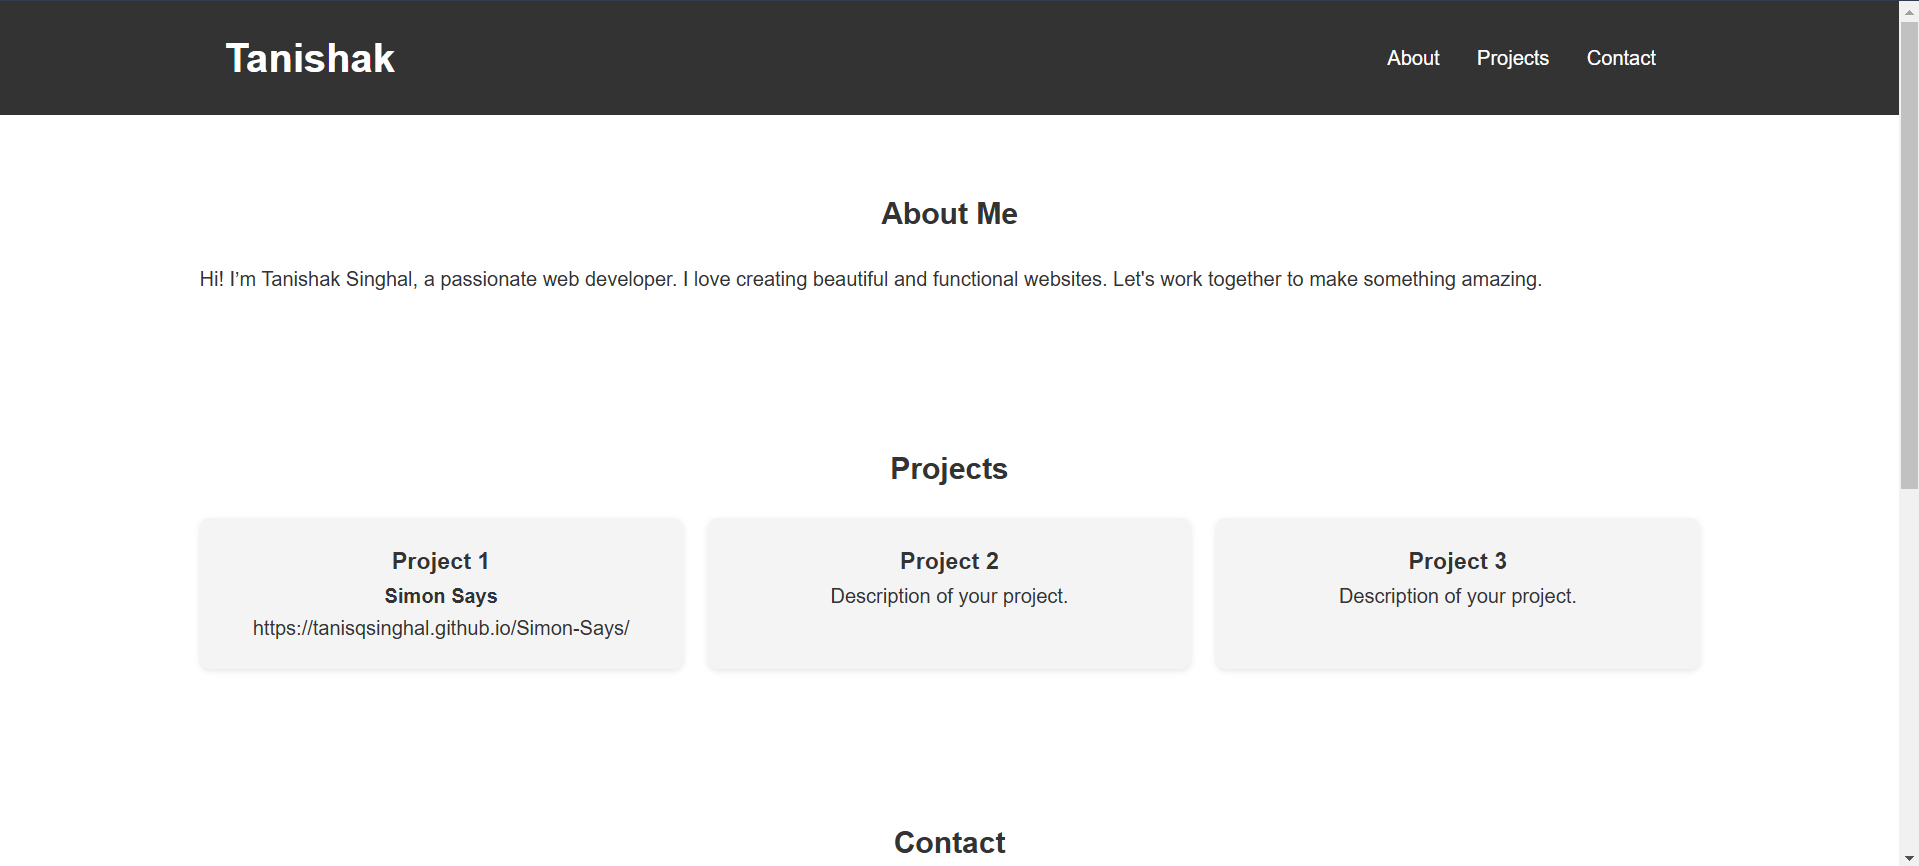 Tanishak
About Projects Contact
About Me
Hi! I’m Tanishak Singhal, a passionate web developer. I love creating beautiful and functional websites. Let's work together to make something amazing.
Projects
Project 1
Simon Says
https://tanisqsinghal.github.io/Simon-Says/
Project 2
Description of your project.
Project 3
Description of your project.
Contact